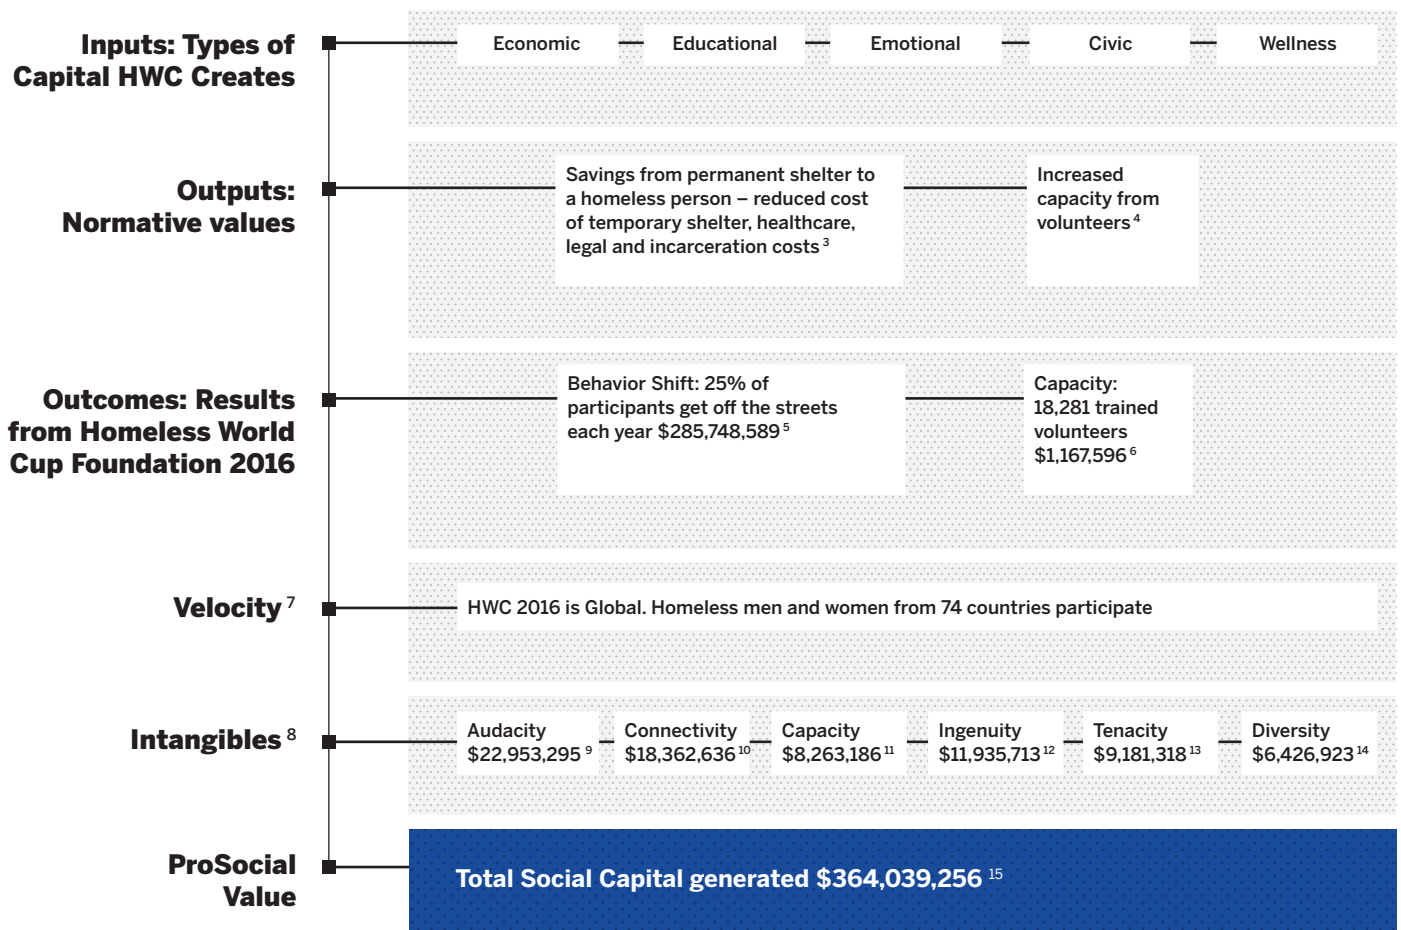 Inputs: Types of
Capital HWC Creates
Economic
Educational
Emotional
Civic
Wellness
Outputs:
Normative values
Savings from permanent shelter to
a homeless person – reduced cost
of temporary shelter, healthcare,
legal and incarceration costs 3
Increased
capacity from
volunteers 4
Outcomes: Results
from Homeless World
Cup Foundation 2016
Behavior Shift: 25% of
participants get off the streets
each year $285,748,589 5
Capacity:
18,281 trained
volunteers
$1,167,596 6
Velocity 7
HWC 2016 is Global. Homeless men and women from 74 countries participate
Intangibles 8
Audacity
$22,953,295 9
Connectivity
$18,362,636 10
Capacity
$8,263,186 11
Ingenuity
$11,935,713 12
Tenacity
$9,181,318 13
Diversity
$6,426,923 14
ProSocial
Value
Total Social Capital generated $364,039,256 15